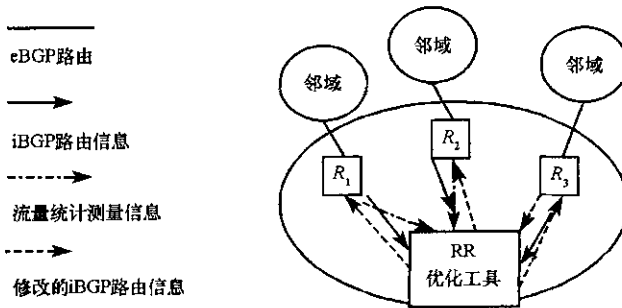 eBGP路由
iBGP路由信息
流量统计测量信息
修改的iBGP路由信息
邻域
邻域
邻域
R1
R2
R3
RR
优化工具